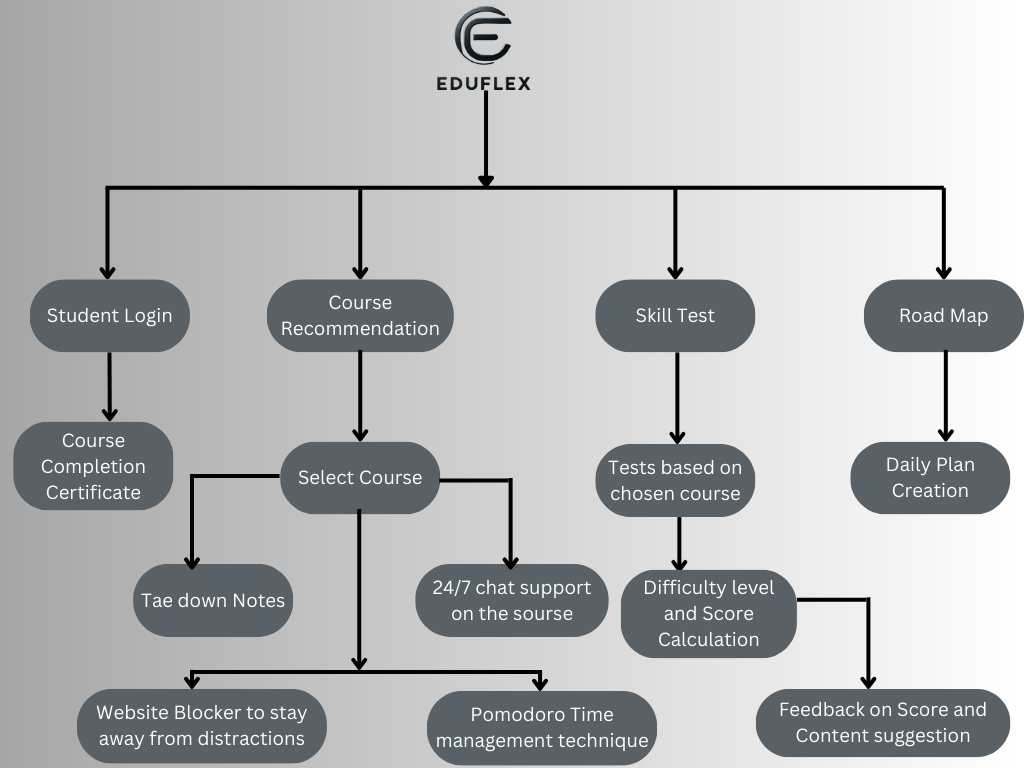 EDUFLEX
Student Login
Course
Recommendation
Skill Test
Road Map
Course
Completion
Certificate
Select Course
Tests based on
chosen course
Daily Plan
Creation
Tae down Notes
24/7 chat support
on the sourse
Difficulty level
and Score
Calculation
Website Blocker to stay
away from distractions
Pomodoro Time
management technique
Feedback on Score and
Content suggestion